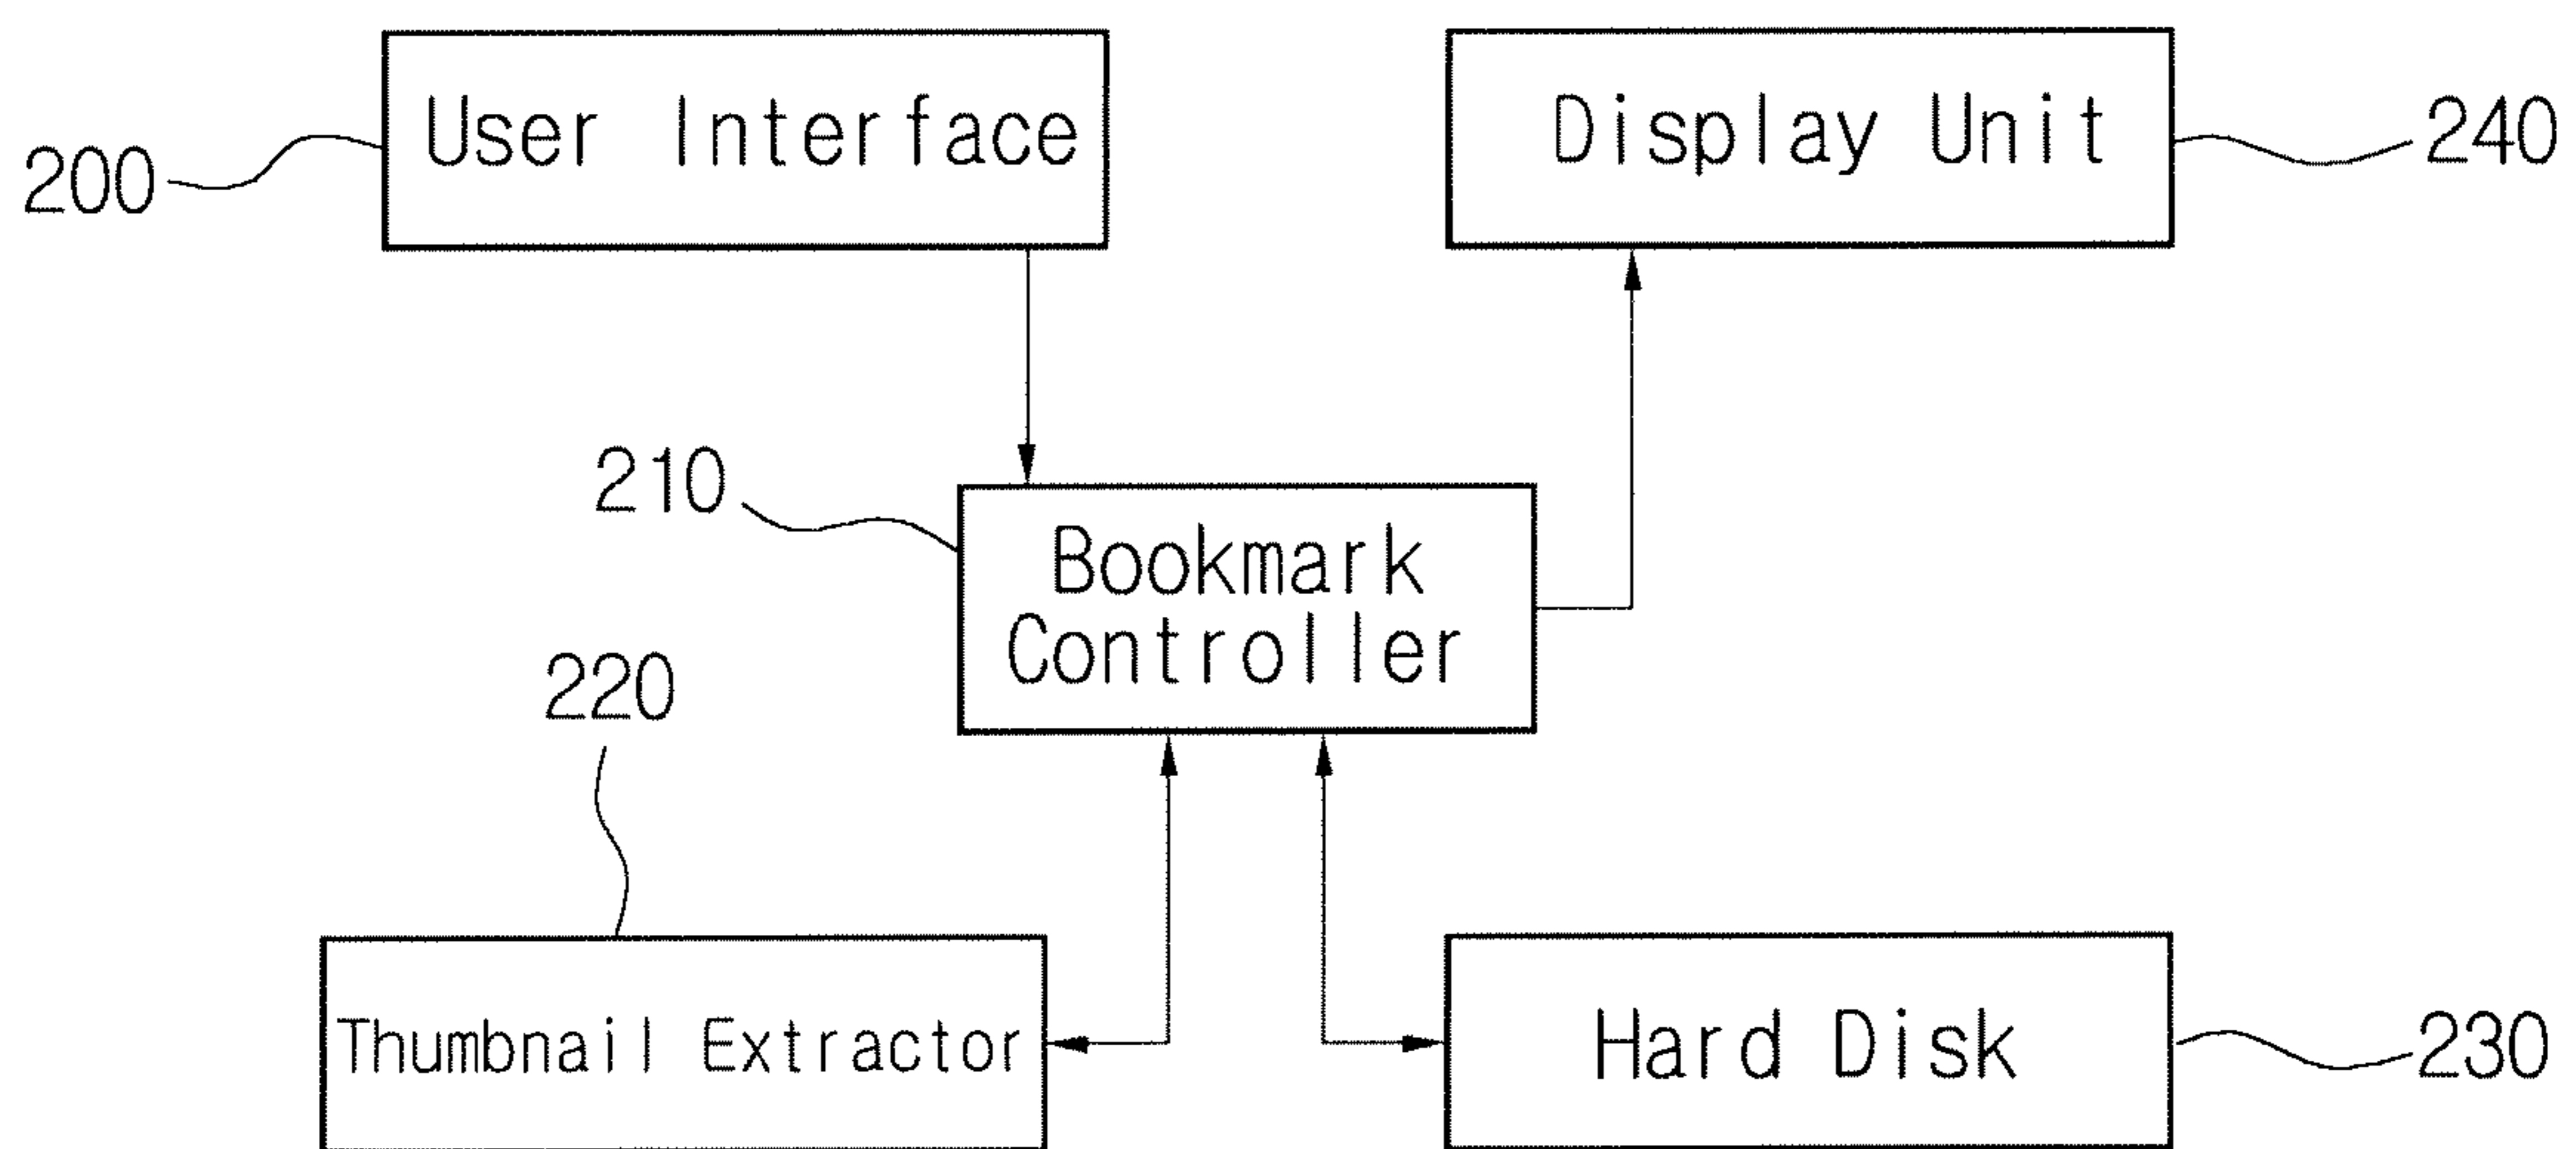 200
User Interface
Display Unit
240
210
Bookmark
Controller
220
Thumbnail Extractor
Hard Disk
230